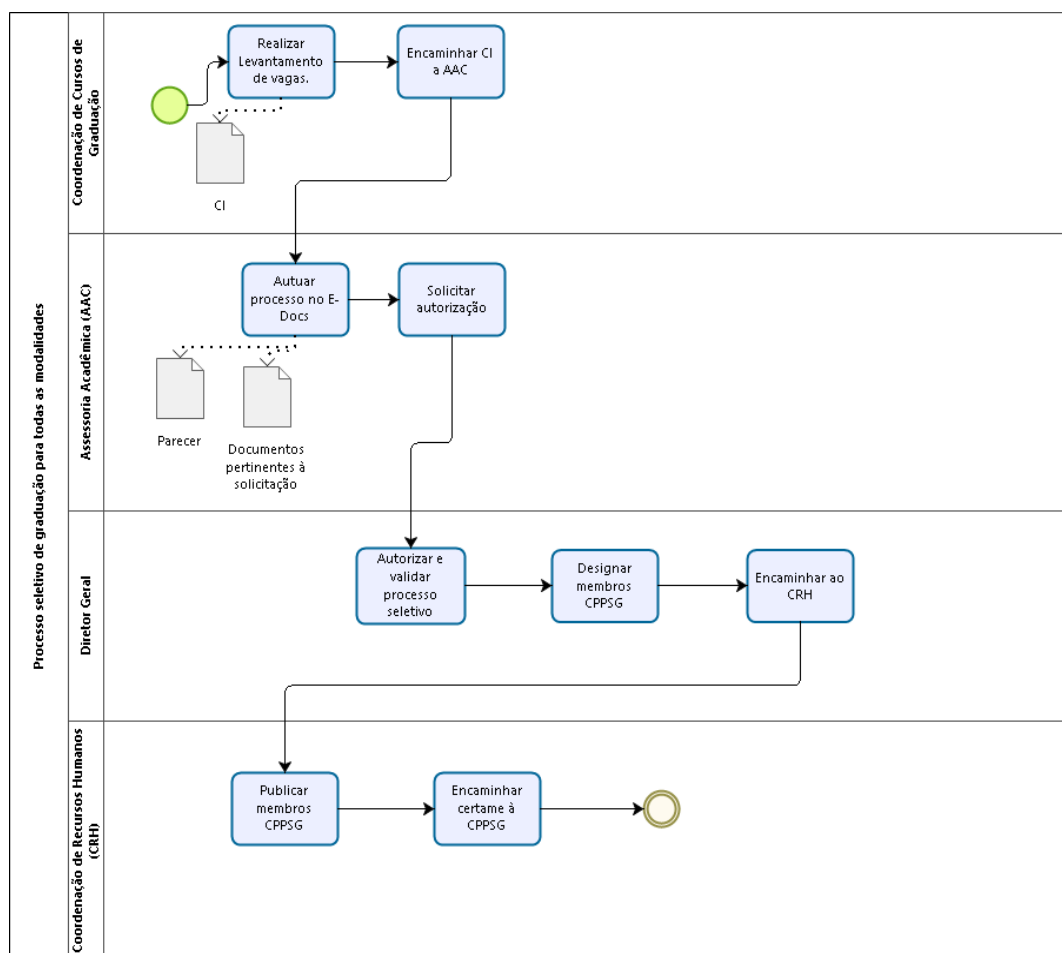 Processo seletivo de graduação para todas as modalidades
Coordenação de Cursos de
Graduação
Realizar
Levantamento
de vagas.
Encaminhar CI
a AAC
CI
Assessoria Acadêmica (AAC)
Autuar
processo no E-
Docs
Solicitar
autorização
Parecer
Documentos
pertinentes à
solicitação
Diretor Geral
Autorizar e
validar
processo
seletivo
Designar
membros
CPPSG
Encaminhar ao
CRH
Coordenação de Recursos Humanos
(CRH)
Publicar
membros
CPPSG
Encaminhar
certame à
CPPSG